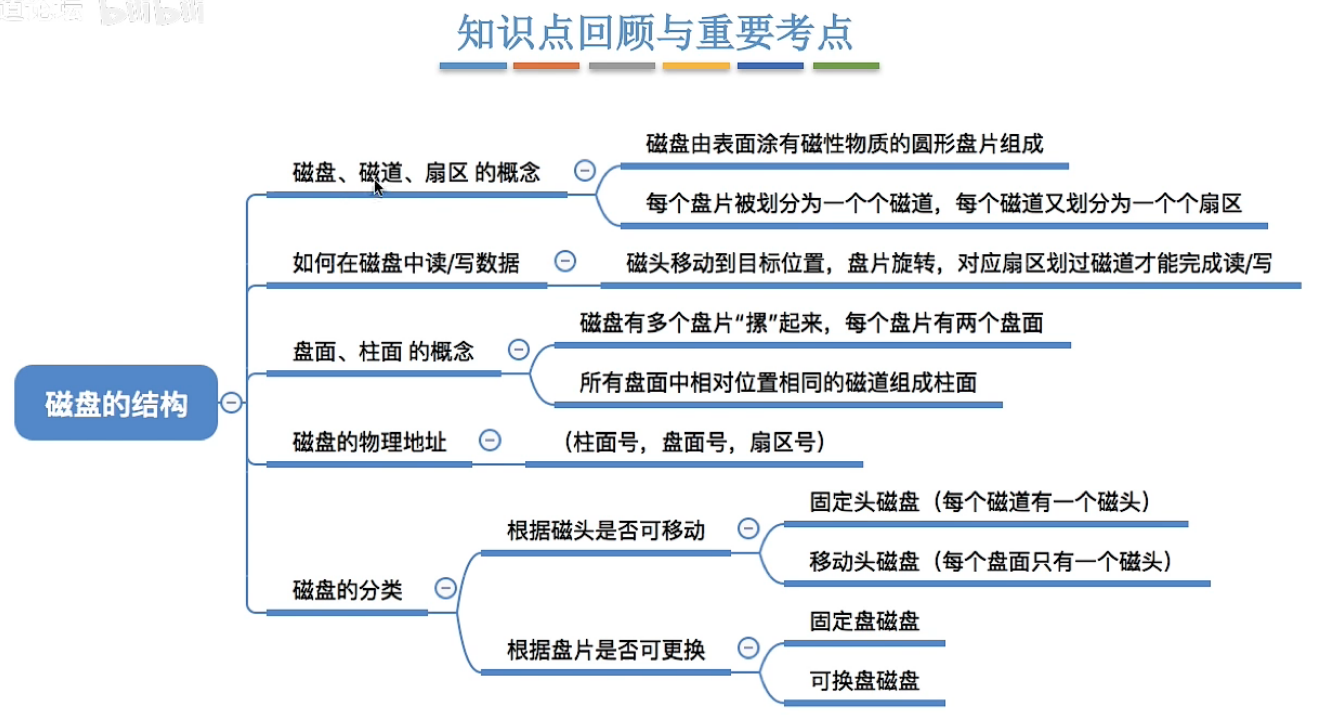 知识点回顾与重要考点
磁盘、磁道、扇区 的概念
磁盘由表面涂有磁性物质的圆形盘片组成
每个盘片被划分为一个个磁道，每个磁道又划分为一个个扇区
如何在磁盘中读/写数据
磁头移动到目标位置，盘片旋转，对应扇区划过磁道才能完成读/写
盘面、柱面 的概念
磁盘有多个盘片“摞”起来，每个盘片有两个盘面
所有盘面中相对位置相同的磁道组成柱面
磁盘的结构
磁盘的物理地址
（柱面号，盘面号，扇区号）
磁盘的分类
根据磁头是否可移动
固定头磁盘（每个磁道有一个磁头）
移动头磁盘（每个盘面只有一个磁头）
根据盘片是否可更换
固定盘磁盘
可换盘磁盘